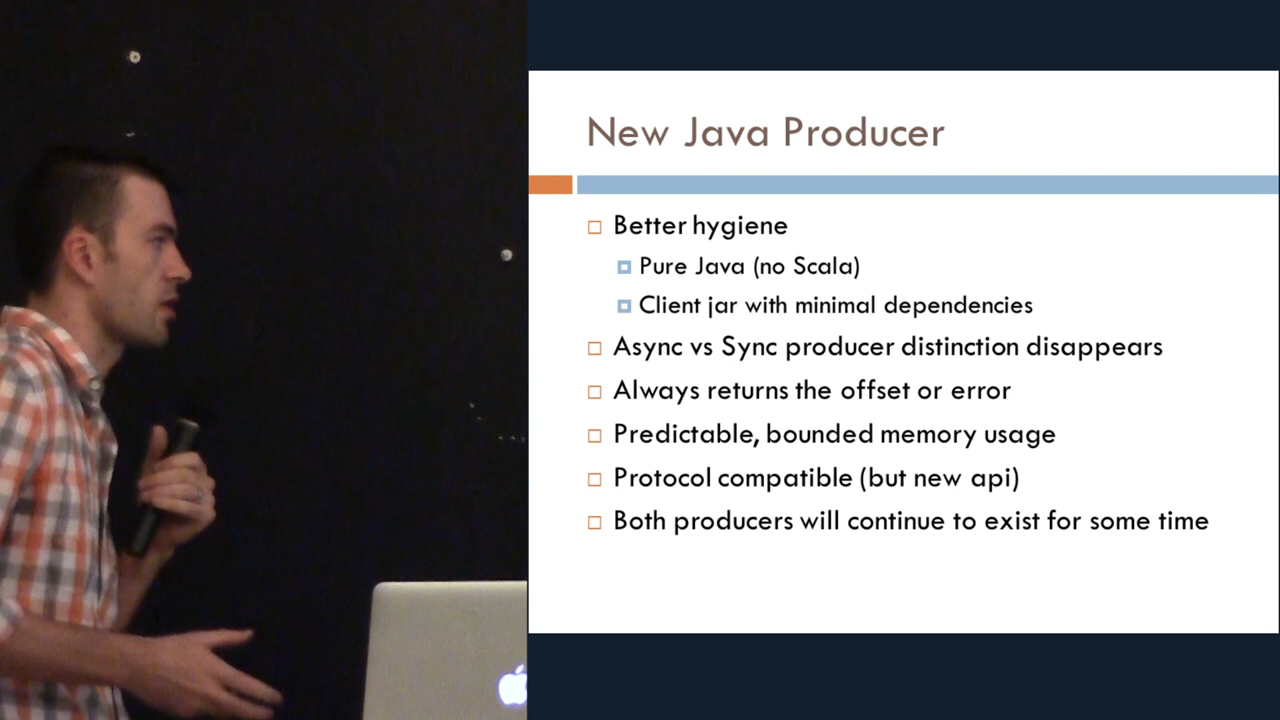 New Java Producer
Better hygiene
Pure Java (no Scala)
Client jar with minimal dependencies
Async vs Sync producer distinction disappears
Always returns the offset or error
Predictable, bounded memory usage
Protocol compatible (but new api)
Both producers will continue to exist for some time